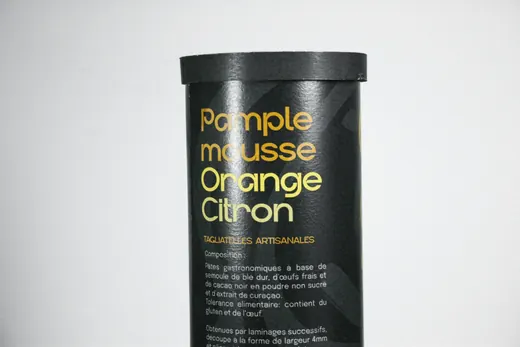 Pample
mousse
Orange
Citron
TAGLIATELLES ARTISANALES
Composition :
Pâtes gastronomiques à base de
semoule de blé dur, d'œufs frais et
de cacao noir en poudre non sucré
et d'extrait de curaçao.
Tolérance alimentaire: contient du
gluten et de l'œuf.
Obtenues par laminages successifs,
découpe à la forme de largeur 4mm